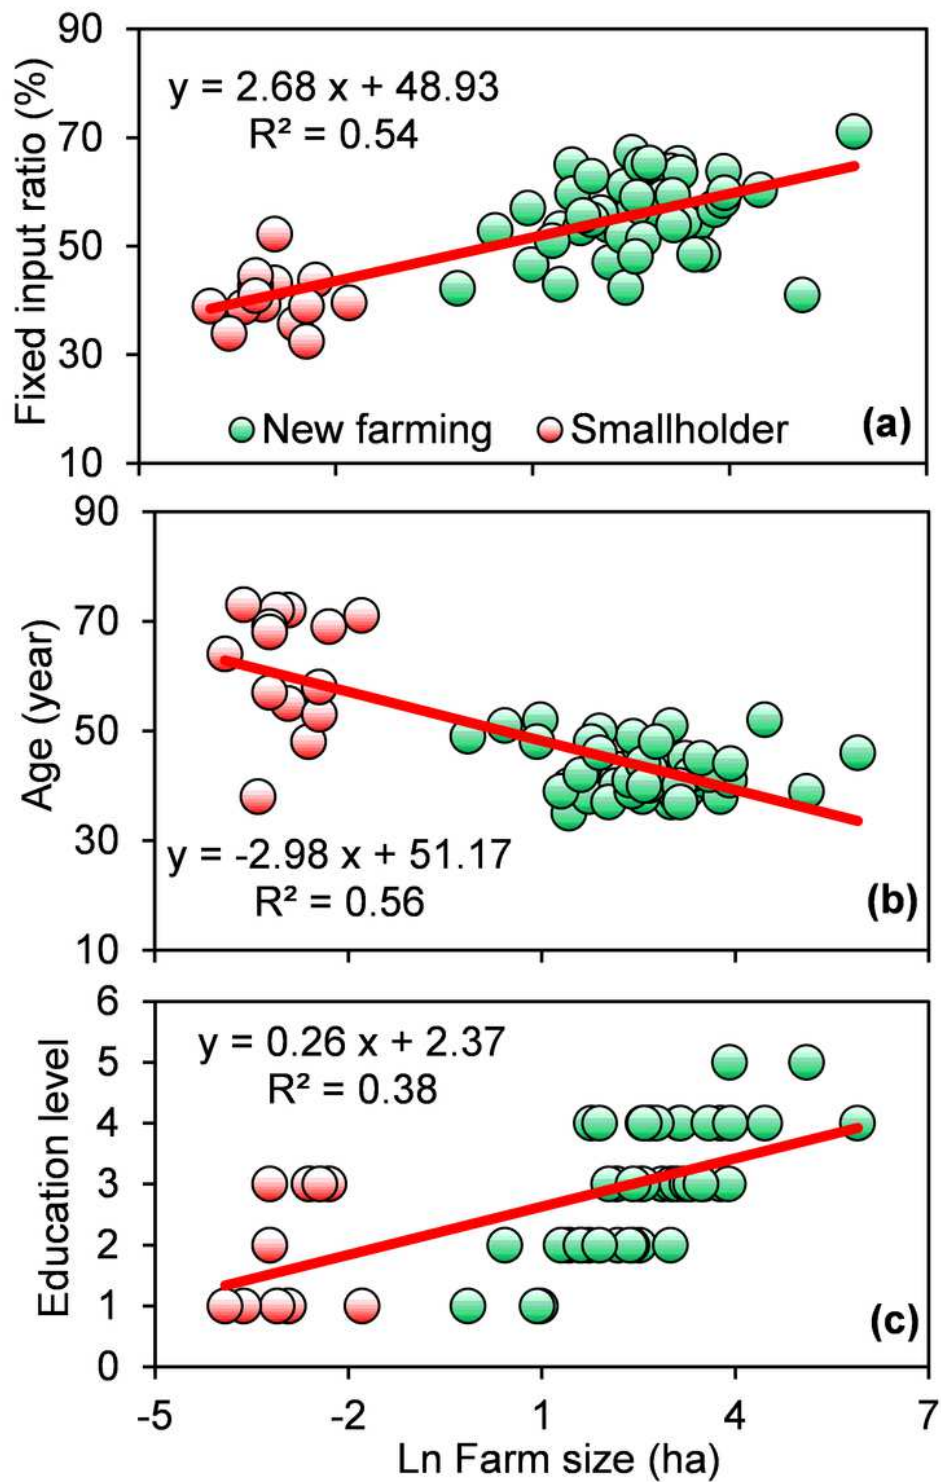 90
70
50
30
10
Fixed input ratio (%)
y = 2.68 x + 48.93
R² = 0.54
New farming
Smallholder
(a)
90
70
50
30
10
Age (year)
y = -2.98 x + 51.17
R² = 0.56
(b)
6
5
4
3
2
1
0
Education level
y = 0.26 x + 2.37
R² = 0.38
(c)
-5 -2 1 4 7
Ln Farm size (ha)